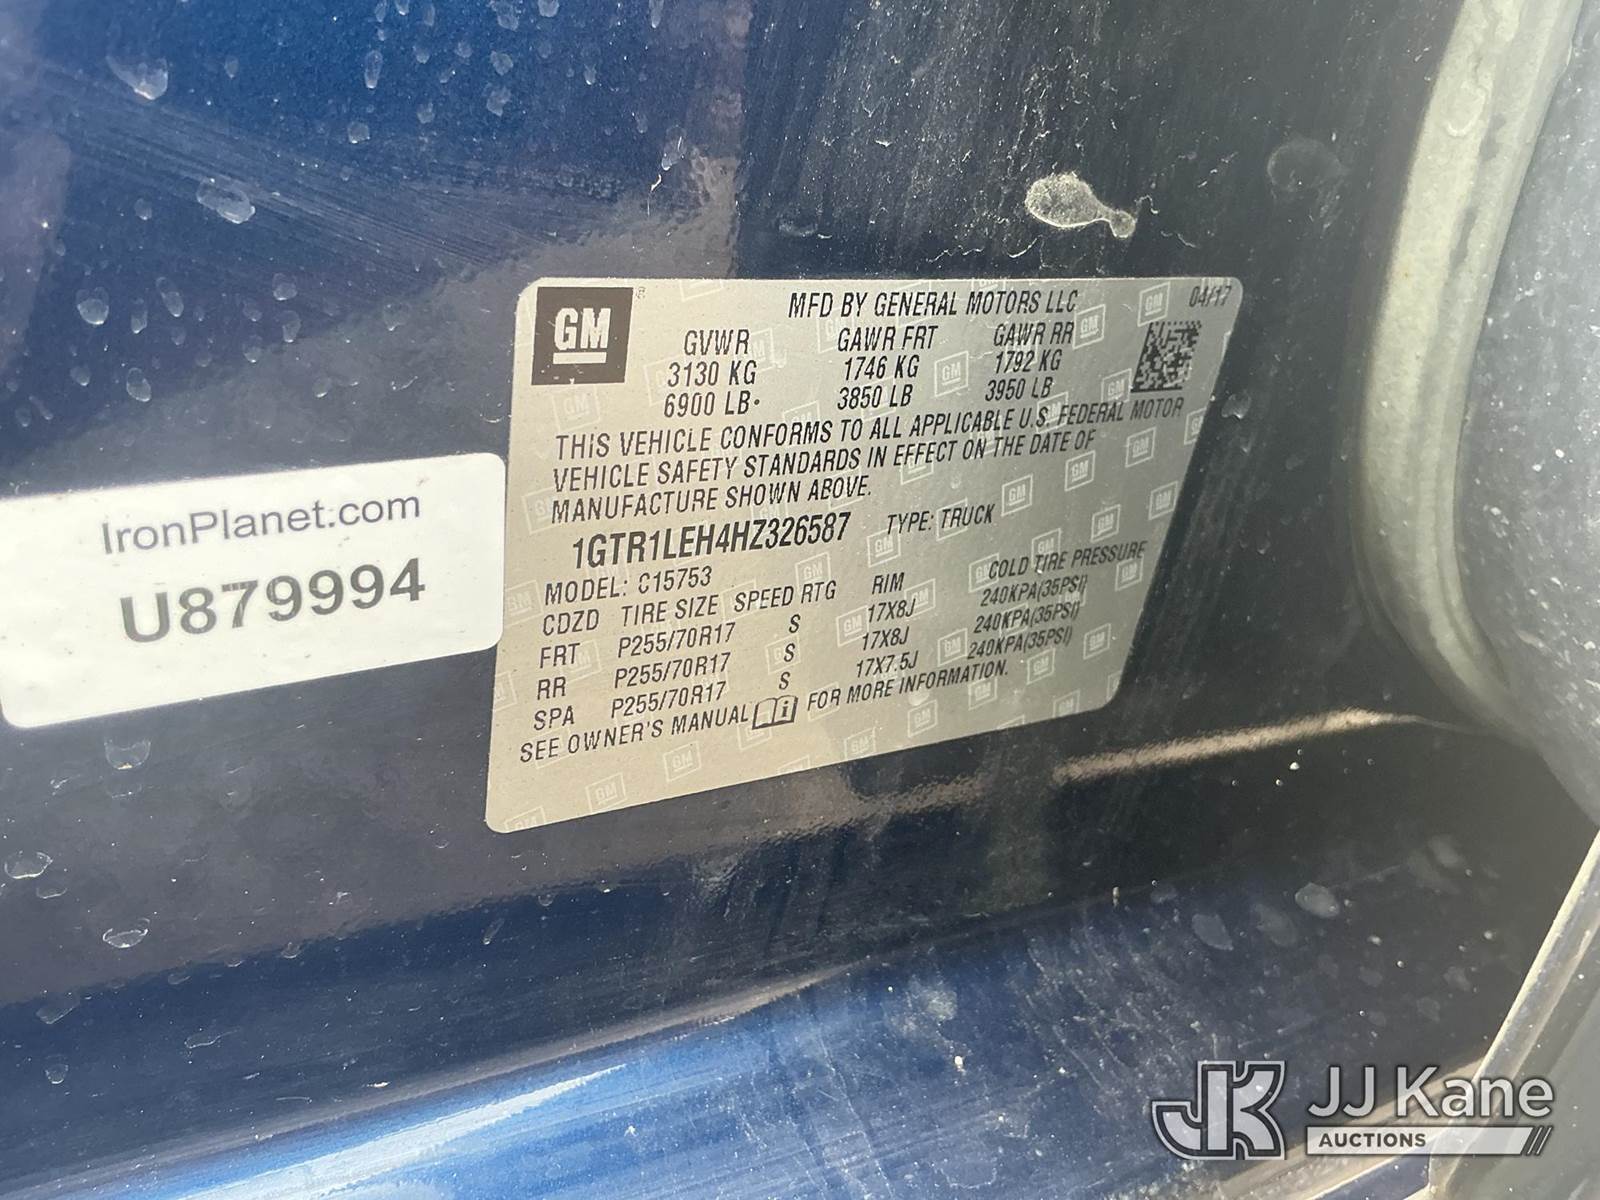 GM
MFD BY GENERAL MOTORS LLC
04/17
GVWR GAWR FRT GAWR RR
3130 KG 1746 KG 1792 KG
6900 LB 3850 LB 3950 LB
THIS VEHICLE CONFORMS TO ALL APPLICABLE U.S. FEDERAL MOTOR
VEHICLE SAFETY STANDARDS IN EFFECT ON THE DATE OF
MANUFACTURE SHOWN ABOVE.
1GTR1LEH4HZ326587 TYPE: TRUCK
MODEL: C15753
CDZD TIRE SIZE SPEED RTG RIM COLD TIRE PRESSURE
FRT P255/70R17 S 17X8J 240KPA(35PSI)
RR P255/70R17 S 17X8J 240KPA(35PSI)
SPA P255/70R17 S 17X7.5J 240KPA(35PSI)
SEE OWNER'S MANUAL FOR MORE INFORMATION.
IronPlanet.com
U879994
JK
JJ Kane
AUCTIONS